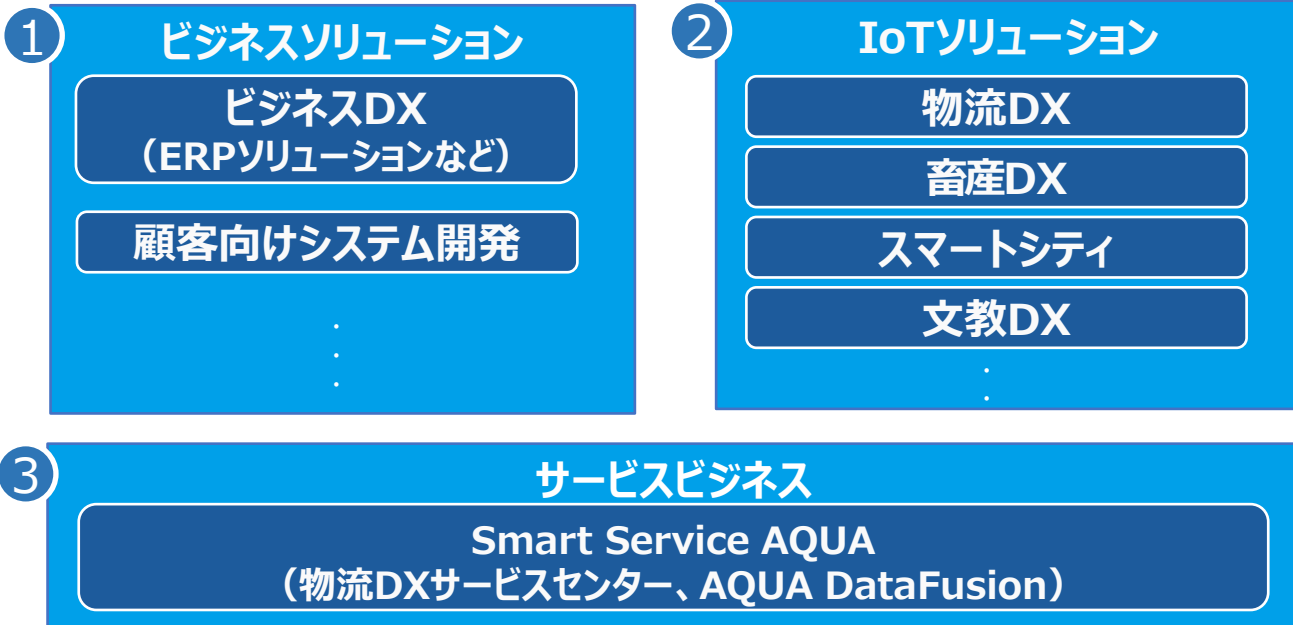 1
ビジネスソリューション
ビジネスDX
（ERPソリューションなど）
顧客向けシステム開発
・
・
・
2
IoTソリューション
物流DX
畜産DX
スマートシティ
文教DX
・
・
3
サービスビジネス
Smart Service AQUA
（物流DXサービスセンター、AQUA DataFusion）